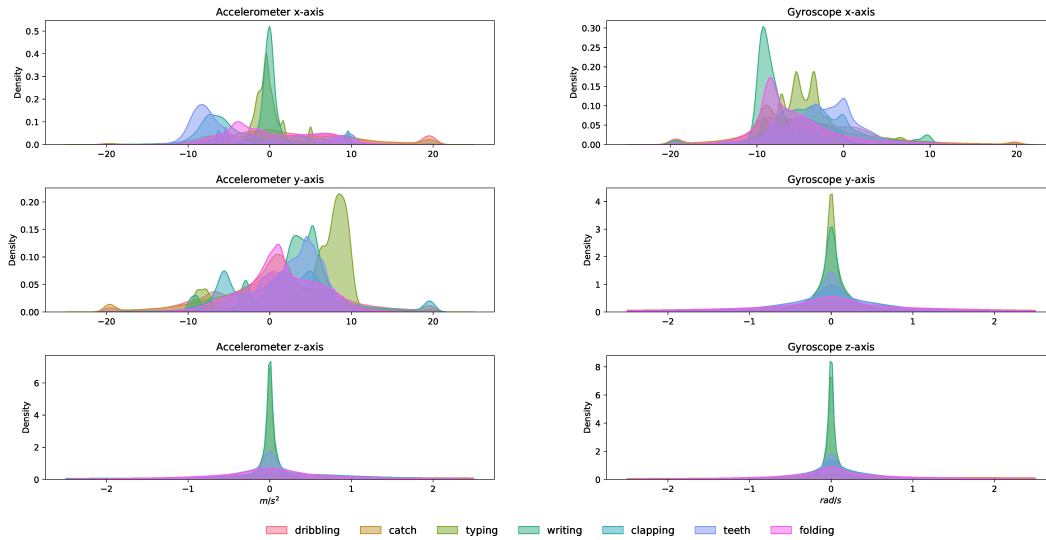 Accelerometer x-axis
Density
0.5
0.4
0.3
0.2
0.1
0.0
−20 −10 0 10 20
Gyroscope x-axis
Density
0.30
0.25
0.20
0.15
0.10
0.05
0.00
−20 −10 0 10 20
Accelerometer y-axis
Density
0.20
0.15
0.10
0.05
0.00
−20 −10 0 10 20
Gyroscope y-axis
Density
4
3
2
1
0
−2 −1 0 1 2
Accelerometer z-axis
Density
6
4
2
0
−2 −1 0 1 2
m/s²
Gyroscope z-axis
Density
8
6
4
2
0
−2 −1 0 1 2
rad/s
dribbling catch typing writing clapping teeth folding